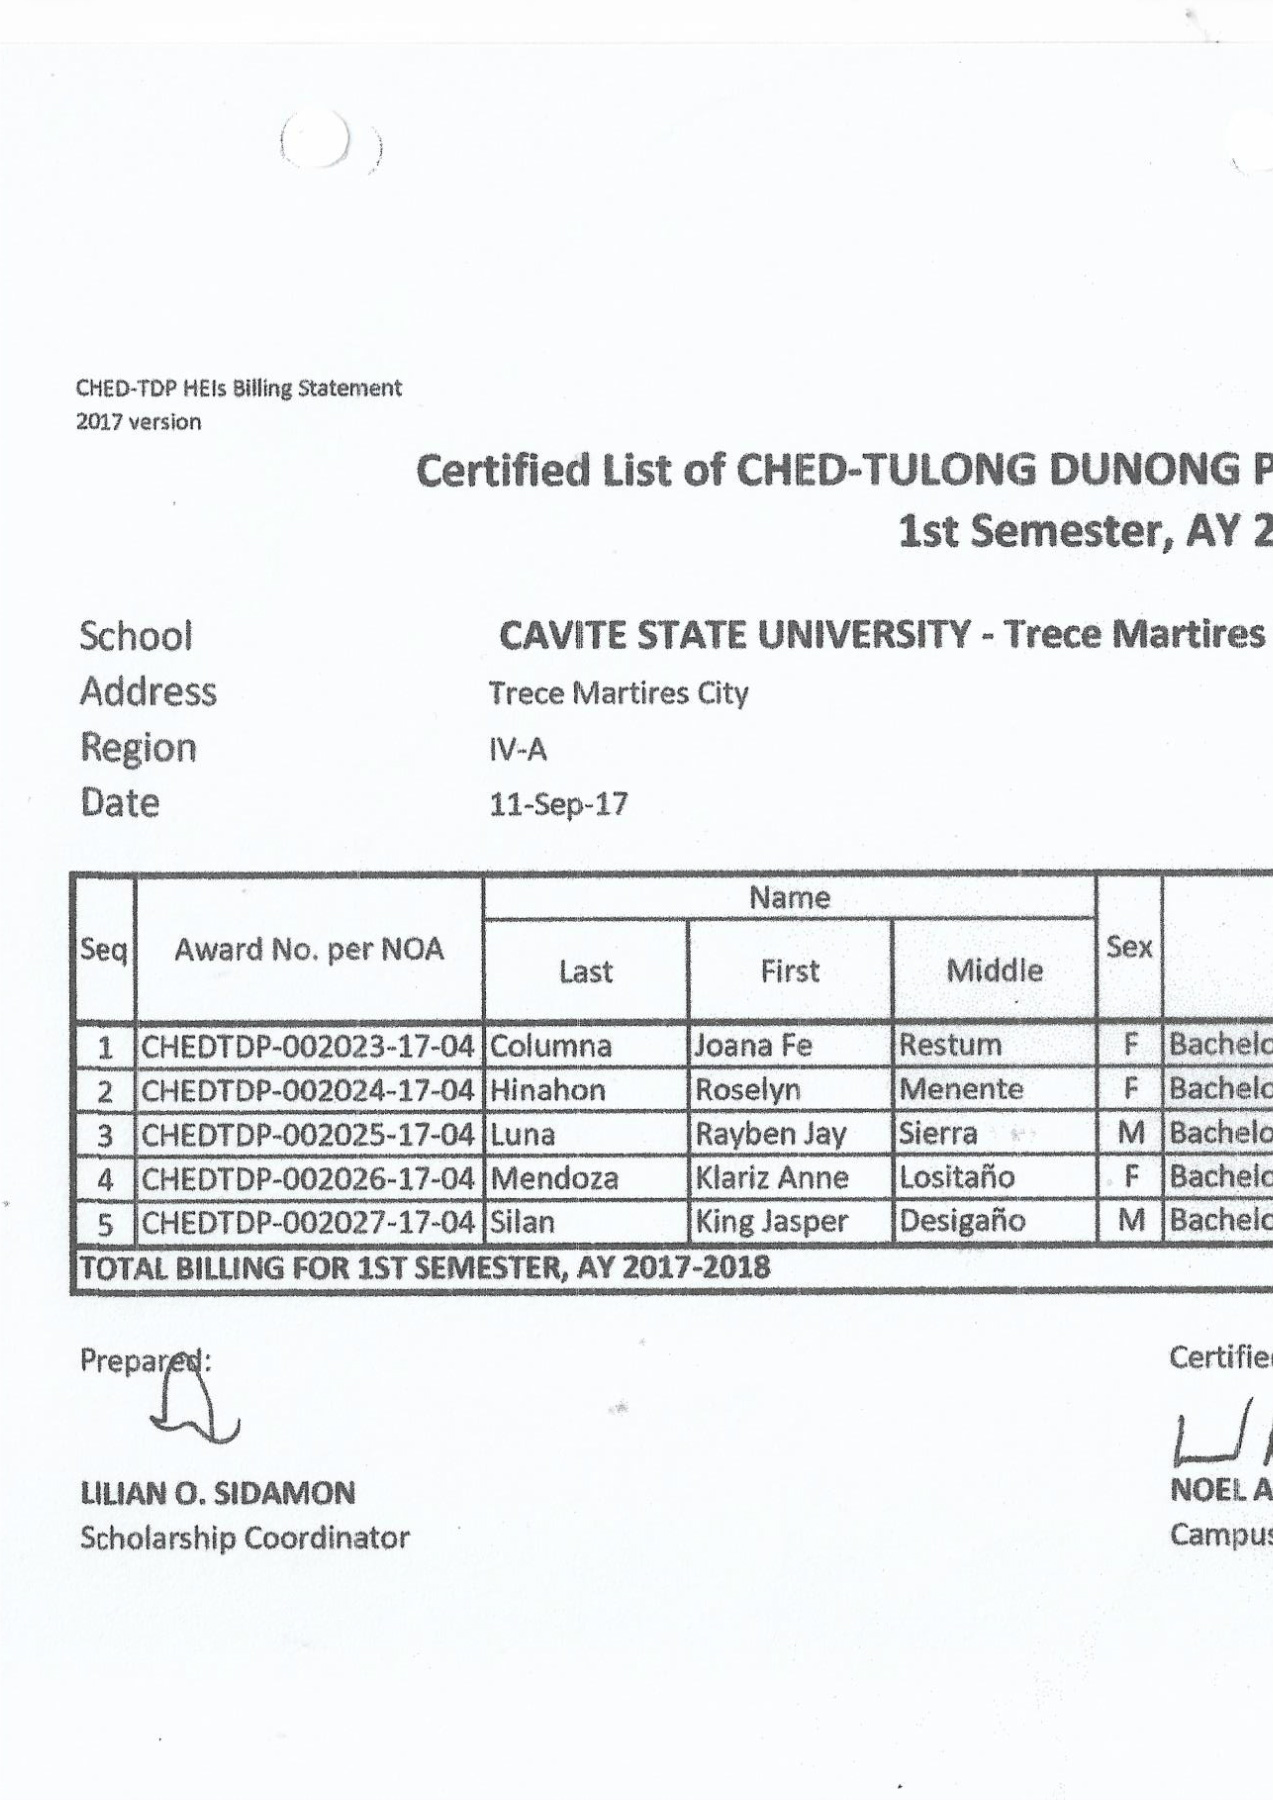 CHED-TDP HEIs Billing Statement
2017 version
Certified List of CHED-TULONG DUNONG P
1st Semester, AY 2
School CAVITE STATE UNIVERSITY - Trece Martires
Address Trece Martires City
Region IV-A
Date 11-Sep-17
Name
Seq Award No. per NOA Last First Middle Sex
1 CHEDTDP-002023-17-04 Columna Joana Fe Restum F Bachelo
2 CHEDTDP-002024-17-04 Hinahon Roselyn Menente F Bachelo
3 CHEDTDP-002025-17-04 Luna Rayben Jay Sierra M Bachelo
4 CHEDTDP-002026-17-04 Mendoza Klariz Anne Lositaño F Bachelo
5 CHEDTDP-002027-17-04 Silan King Jasper Desigaño M Bachelo
TOTAL BILLING FOR 1ST SEMESTER, AY 2017-2018
Prepared: Certifie
LILIAN O. SIDAMON NOEL A
Scholarship Coordinator Campus